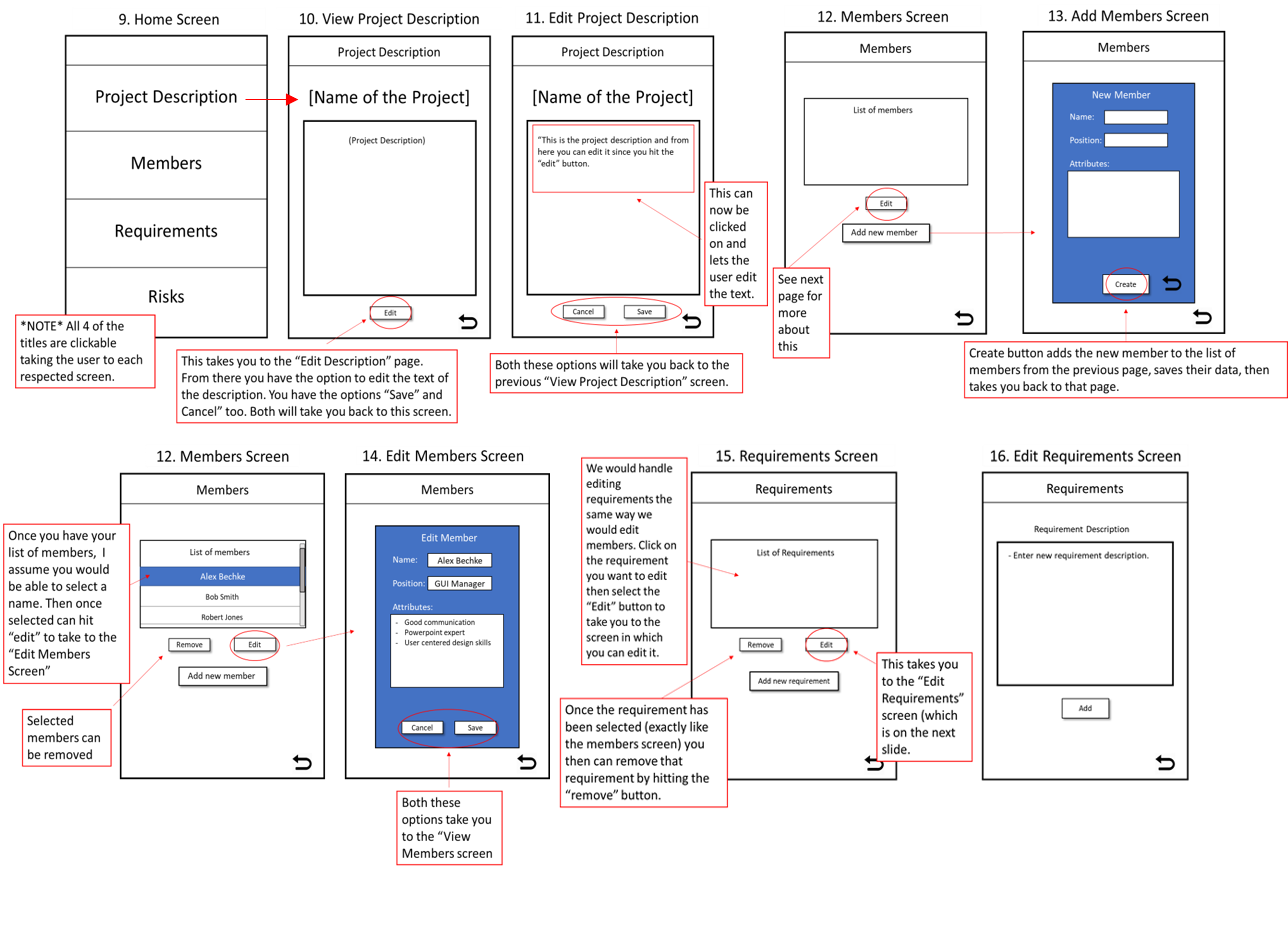 9. Home Screen
Project Description
Members
Requirements
Risks
*NOTE* All 4 of the
titles are clickable
taking the user to each
respected screen.
10. View Project Description
Project Description
[Name of the Project]
(Project Description)
Edit
This takes you to the “Edit Description” page.
From there you have the option to edit the text of
the description. You have the options “Save” and
Cancel” too. Both will take you back to this screen.
11. Edit Project Description
Project Description
[Name of the Project]
“This is the project description and from
here you can edit it since you hit the
“edit” button.
This can
now be
clicked
on and
lets the
user edit
the text.
Cancel
Save
Both these options will take you back to the
previous “View Project Description” screen.
12. Members Screen
Members
List of members
Edit
Add new member
See next
page for
more
about
this
13. Add Members Screen
Members
New Member
Name:
Position:
Attributes:
Create
Create button adds the new member to the list of
members from the previous page, saves their data, then
takes you back to that page.
12. Members Screen
Members
Once you have your
list of members, I
assume you would
be able to select a
name. Then once
selected can hit
“edit” to take to the
“Edit Members
Screen”
List of members
Alex Bechke
Bob Smith
Robert Jones
Remove
Edit
Add new member
Selected
members can
be removed
14. Edit Members Screen
Members
Edit Member
Name:
Alex Bechke
Position:
GUI Manager
Attributes:
- Good communication
- Powerpoint expert
- User centered design skills
Cancel
Save
Both these
options take you
to the “View
Members screen
15. Requirements Screen
We would handle
editing
requirements the
same way we
would edit
members. Click on
the requirement
you want to edit
then select the
“Edit” button to
take you to the
screen in which
you can edit it.
Requirements
List of Requirements
Remove
Edit
Add new requirement
Once the requirement has
been selected (exactly like
the members screen) you
then can remove that
requirement by hitting the
“remove” button.
This takes you
to the “Edit
Requirements”
screen (which
is on the next
slide.
16. Edit Requirements Screen
Requirements
Requirement Description
- Enter new requirement description.
Add